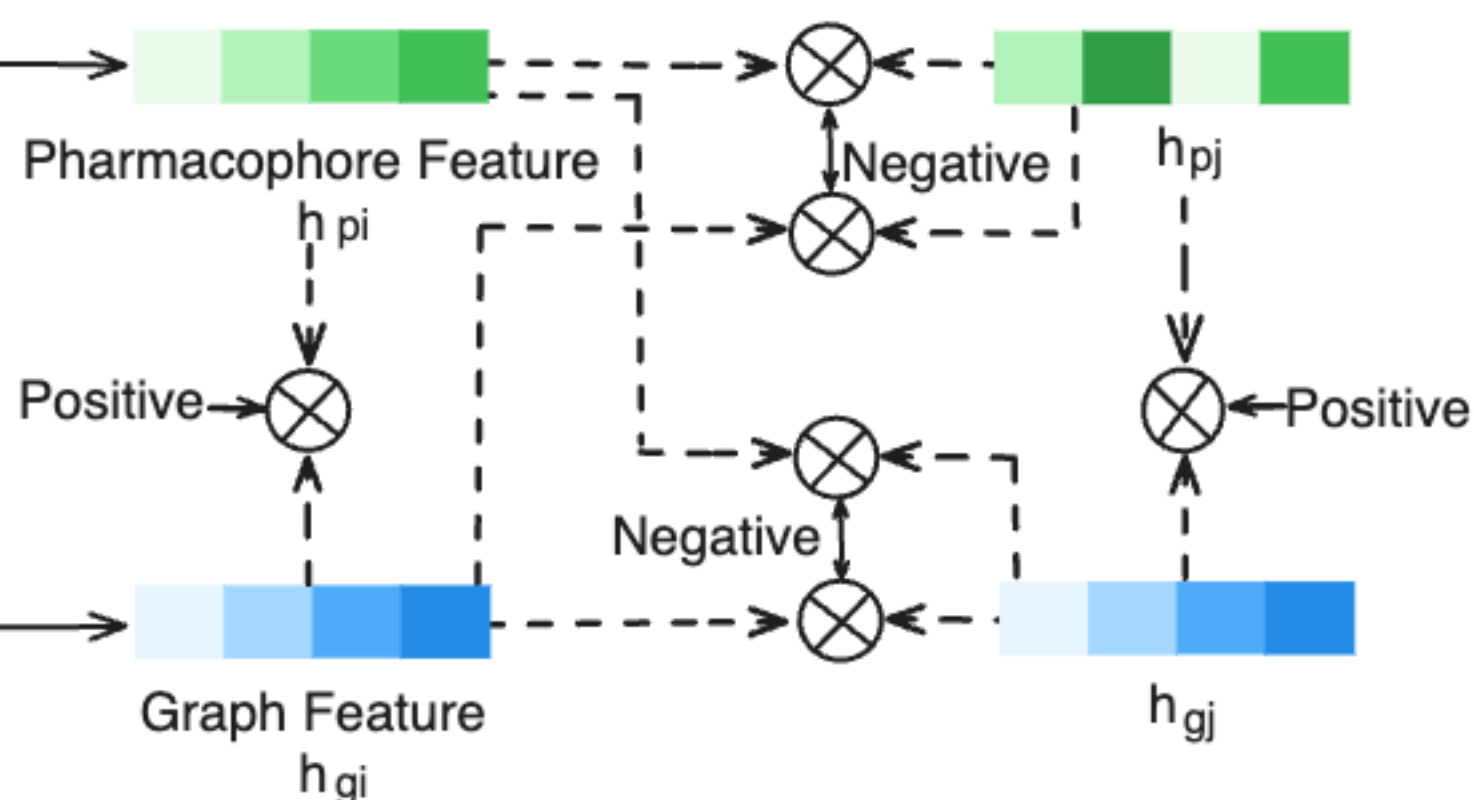 Pharmacophore Feature
h pi
Negative
h pj
Positive
Positive
Negative
Graph Feature
h gi
h gj